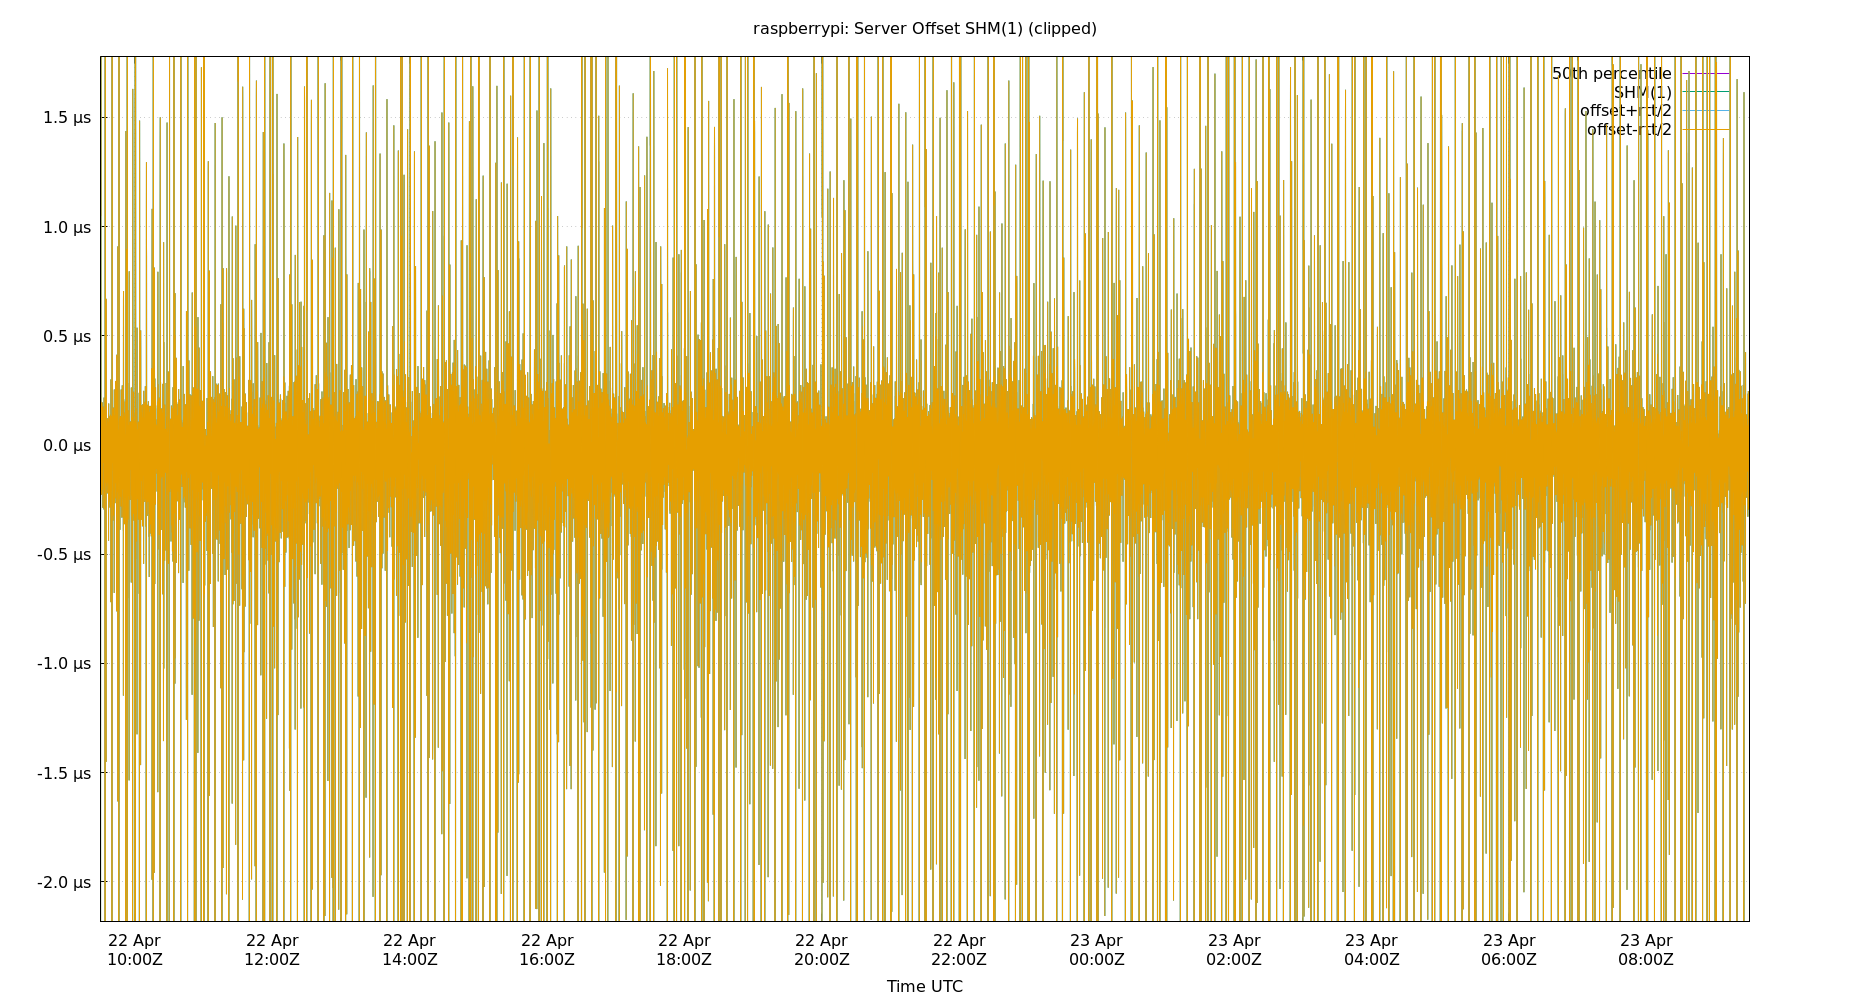 raspberrypi: Server Offset SHM(1) (clipped)
50th percentile
SHM(1)
offset+rtt/2
offset-rtt/2
1.5 µs
1.0 µs
0.5 µs
0.0 µs
-0.5 µs
-1.0 µs
-1.5 µs
-2.0 µs
22 Apr 22 Apr 22 Apr 22 Apr 22 Apr 22 Apr 22 Apr 23 Apr 23 Apr 23 Apr 23 Apr 23 Apr
10:00Z 12:00Z 14:00Z 16:00Z 18:00Z 20:00Z 22:00Z 00:00Z 02:00Z 04:00Z 06:00Z 08:00Z
Time UTC